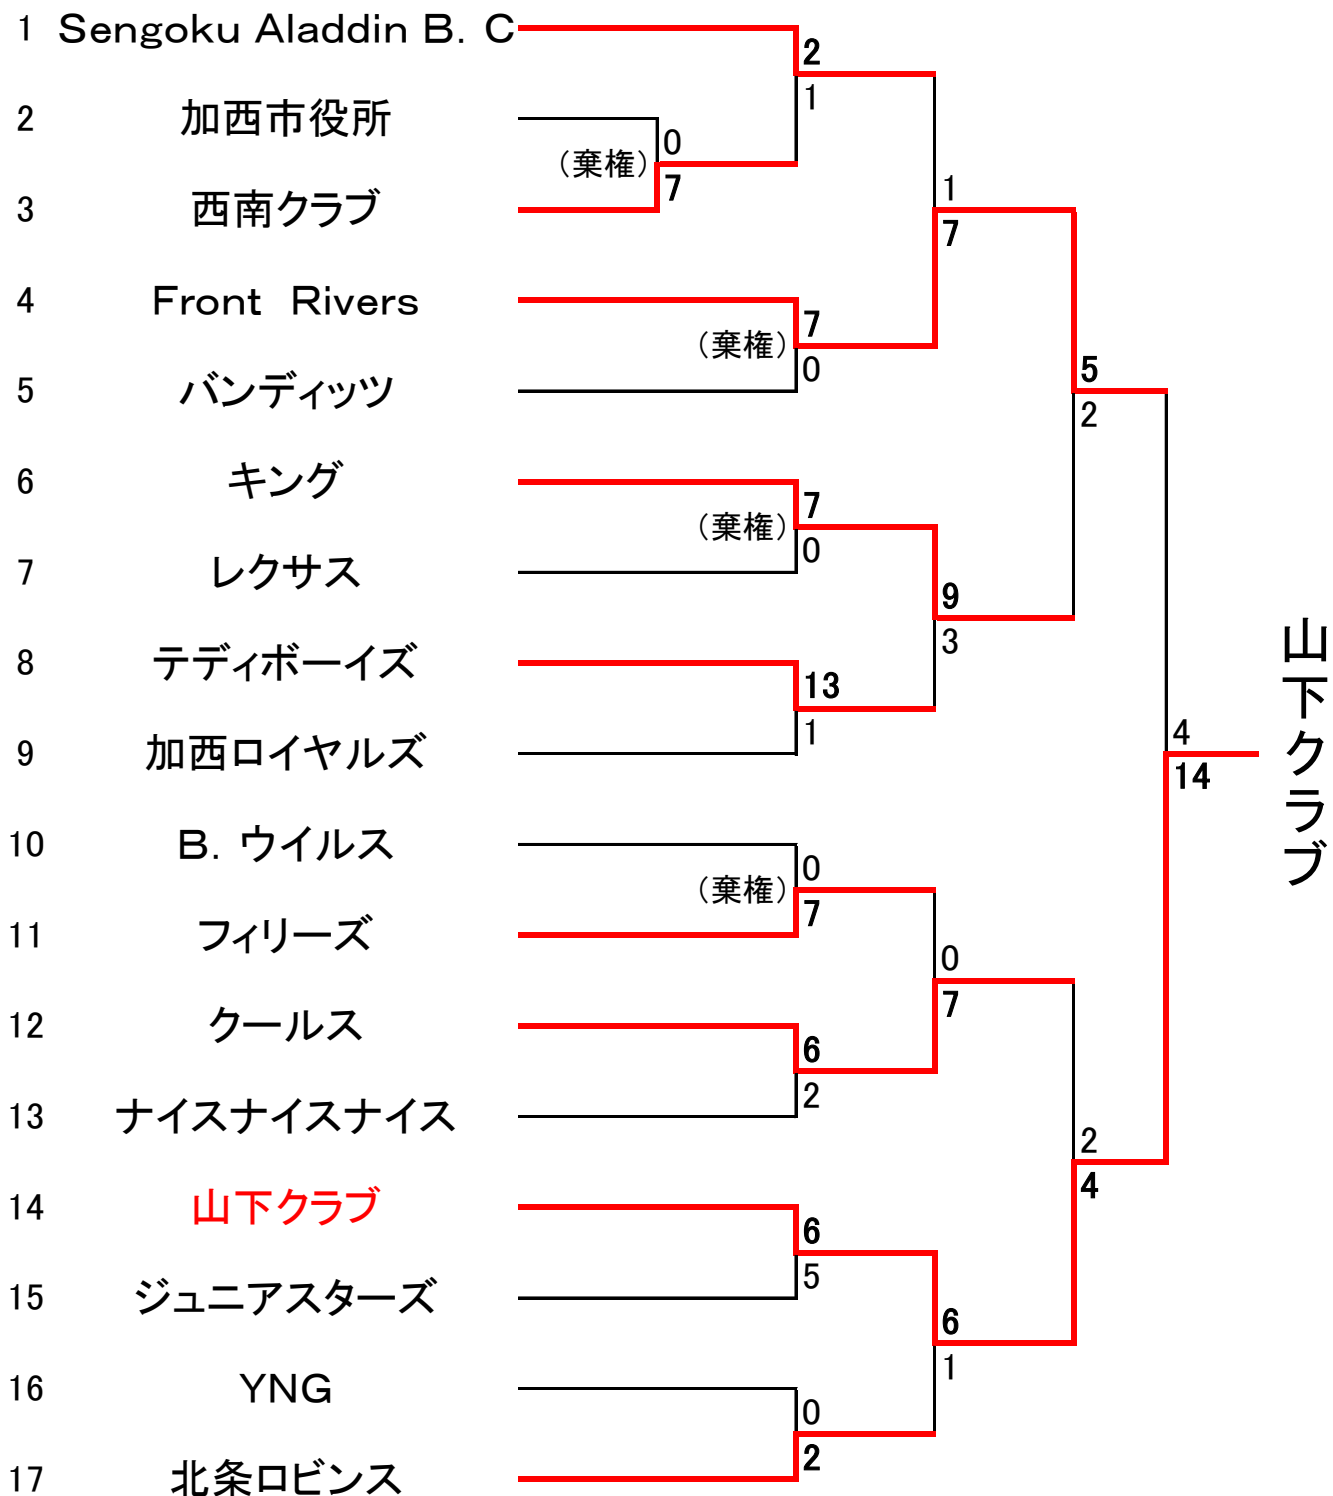 1 Sengoku Aladdin B. C
2
1
2 加西市役所
0
(棄権)
7
3 西南クラブ
1
7
4 Front Rivers
7
(棄権)
0
5 バンディッツ
5
2
6 キング
7
(棄権)
0
7 レクサス
9
3
8 テディボーイズ
13
1
9 加西ロイヤルズ
4
14
山下クラブ
10 B. ウイルス
0
(棄権)
7
11 フィリーズ
0
7
12 クールス
6
2
13 ナイスナイスナイス
2
4
14 山下クラブ
6
5
15 ジュニアスターズ
6
1
16 YNG
0
2
17 北条ロビンス